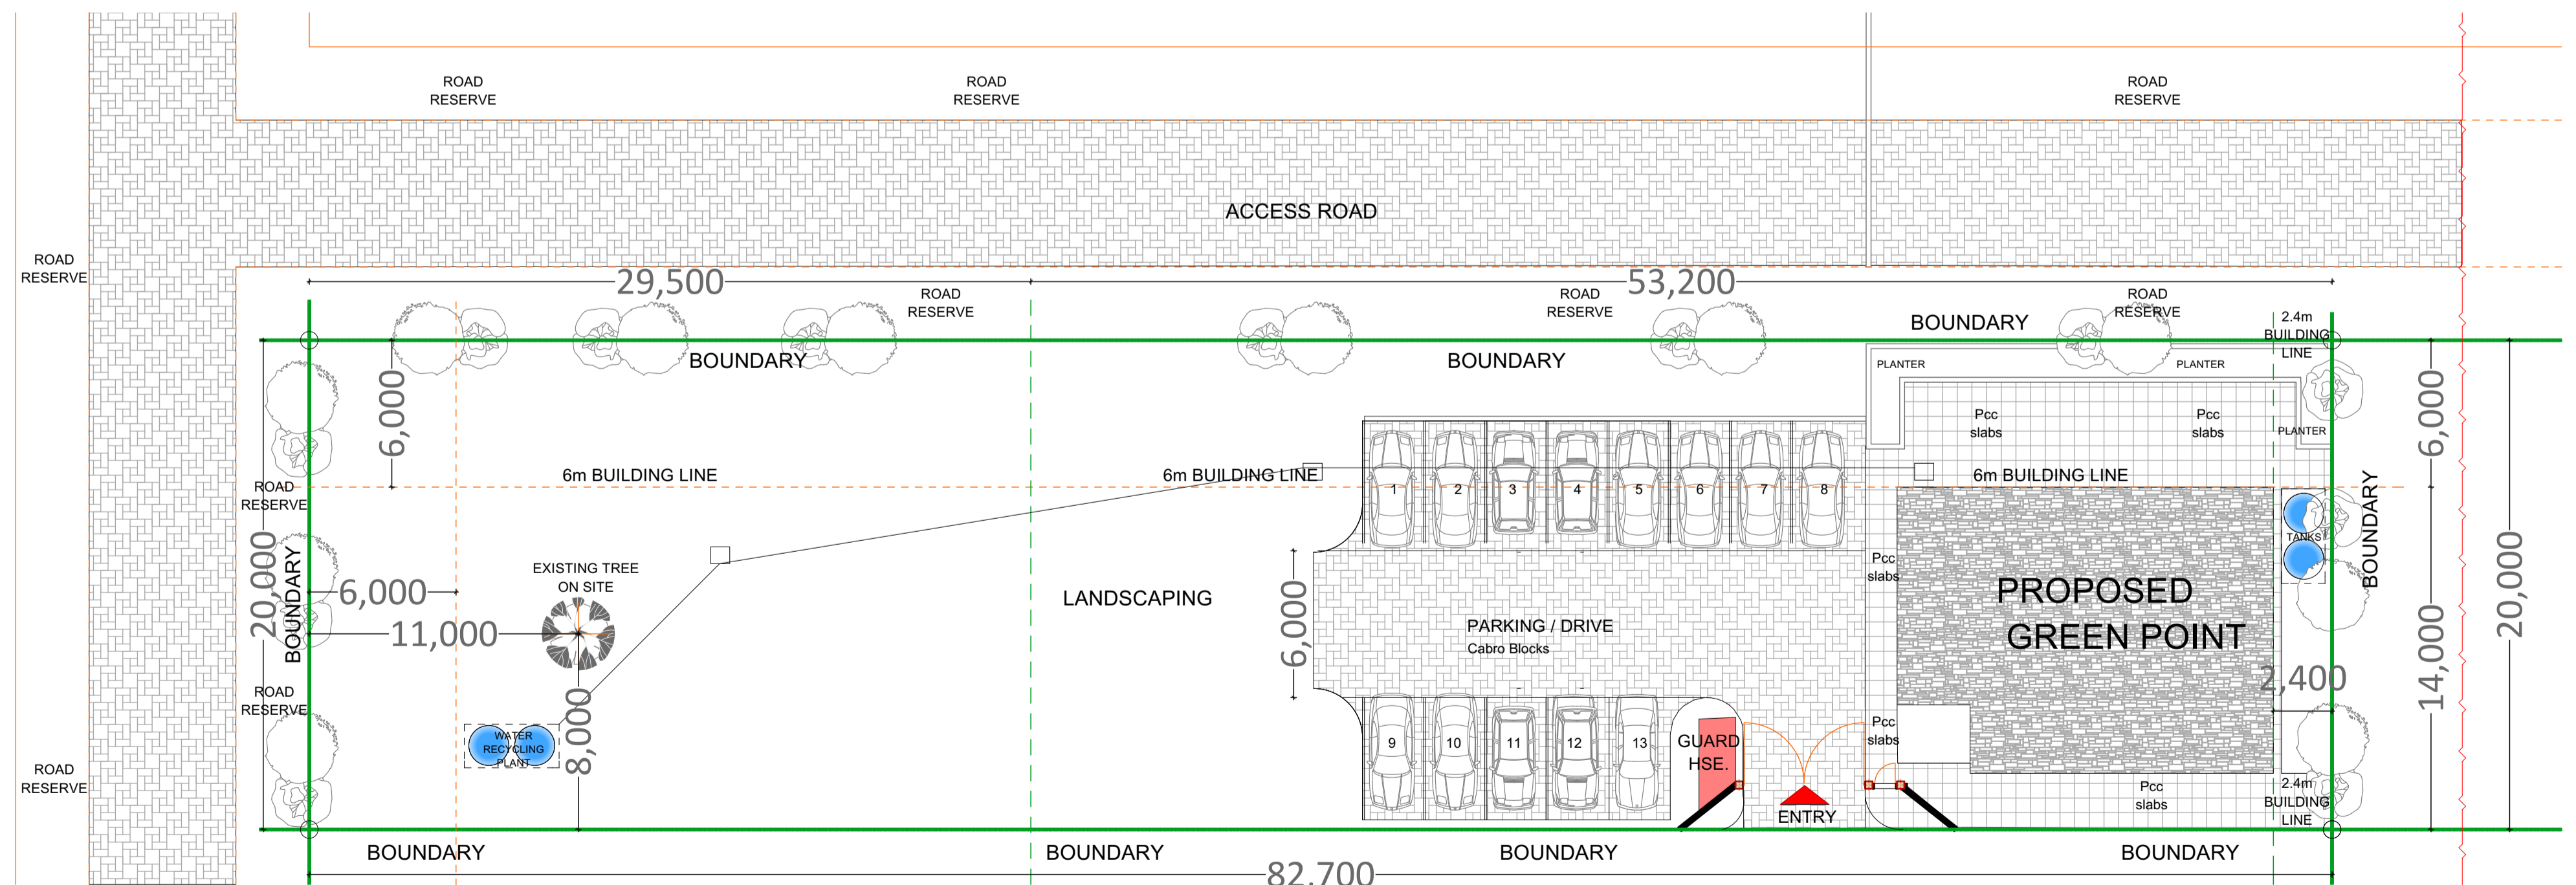 ROAD
RESERVE
ROAD
RESERVE
ROAD
RESERVE
ACCESS ROAD
ROAD
RESERVE
29,500
53,200
ROAD
RESERVE
ROAD
RESERVE
ROAD
RESERVE
BOUNDARY
2.4m
BUILDING
LINE
BOUNDARY
BOUNDARY
PLANTER
PLANTER
6,000
6,000
Pcc
slabs
Pcc
slabs
PLANTER
6m BUILDING LINE
6m BUILDING LINE
6m BUILDING LINE
ROAD
RESERVE
1
2
3
4
5
6
7
8
BOUNDARY
TANKS
20,000
BOUNDARY
6,000
EXISTING TREE
ON SITE
11,000
LANDSCAPING
6,000
PARKING / DRIVE
Cabro Blocks
Pcc
slabs
PROPOSED
GREEN POINT
20,000
14,000
2,400
ROAD
RESERVE
8,000
WATER
RECYCLING
PLANT
9
10
11
12
13
GUARD
HSE.
Pcc
slabs
ROAD
RESERVE
ENTRY
Pcc
slabs
2.4m
BUILDING
LINE
BOUNDARY
BOUNDARY
BOUNDARY
BOUNDARY
82,700